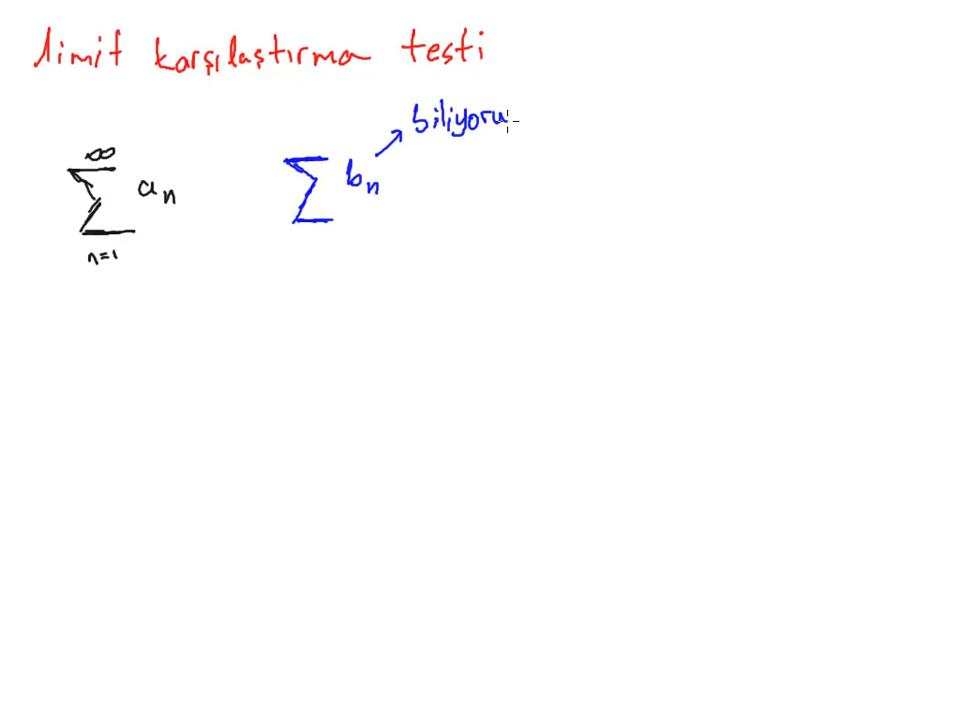 limit karşılaştırma testi
biliyoru
∞
∑ aₙ ∑ bₙ
n=1